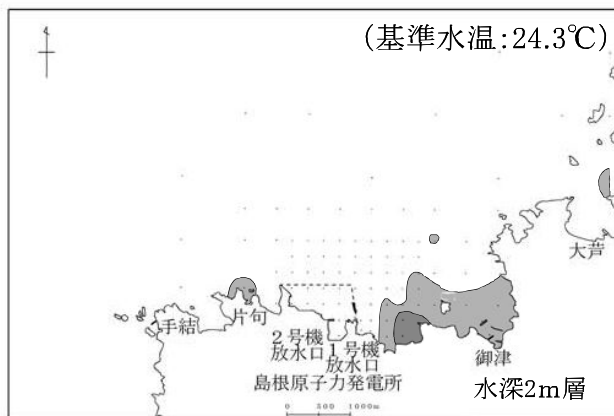 (基準水温:24.3℃)
大芦
手結
片句
2号機
放水口
1号機
放水口
御津
島根原子力発電所
水深2m層
0 500 1000m